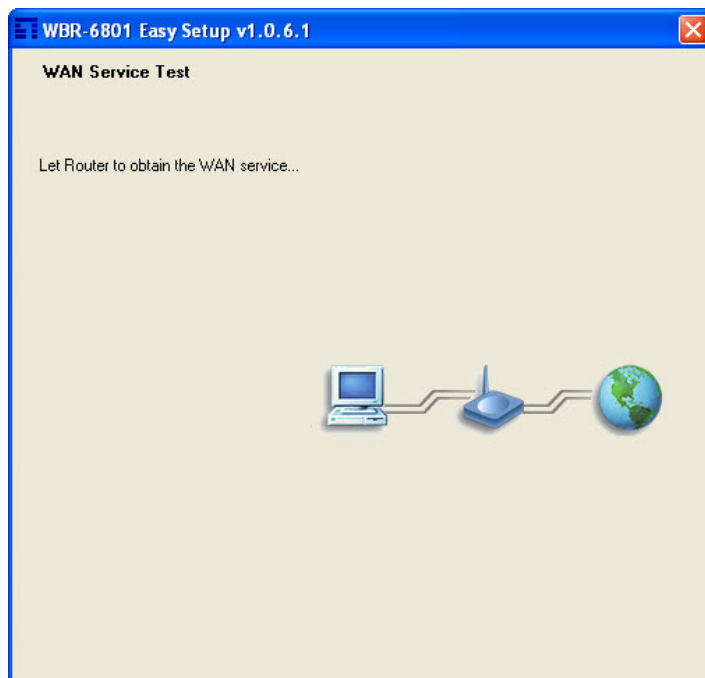 WBR-6801 Easy Setup v1.0.6.1
WAN Service Test
Let Router to obtain the WAN service...